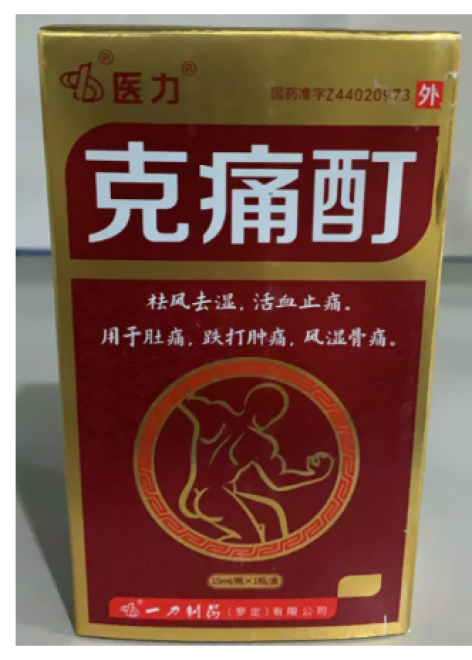 医力®
国药准字Z44020973 外
克痛酊
祛风去湿，活血止痛。
用于肚痛，跌打肿痛，风湿骨痛。
15ml/瓶×1瓶/盒
一力制药（罗定）有限公司